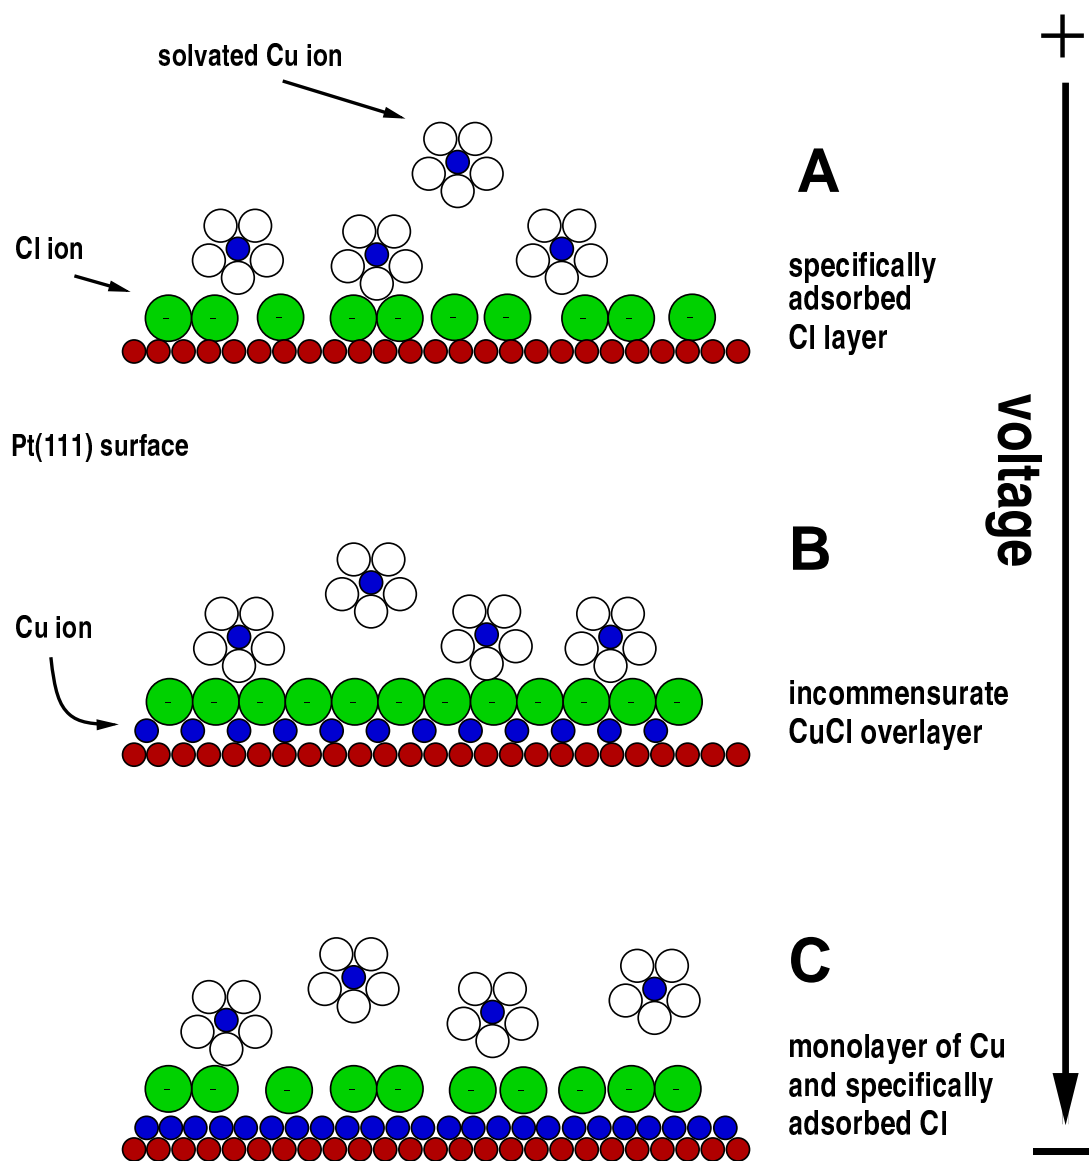 solvated Cu ion
+
A
Cl ion
specifically
adsorbed
Cl layer
- - - - - - - - - -
Pt(111) surface
voltage
B
Cu ion
incommensurate
CuCl overlayer
- - - - - - - - - - - -
C
monolayer of Cu
and specifically
adsorbed Cl
- - - - - - - - - -
−